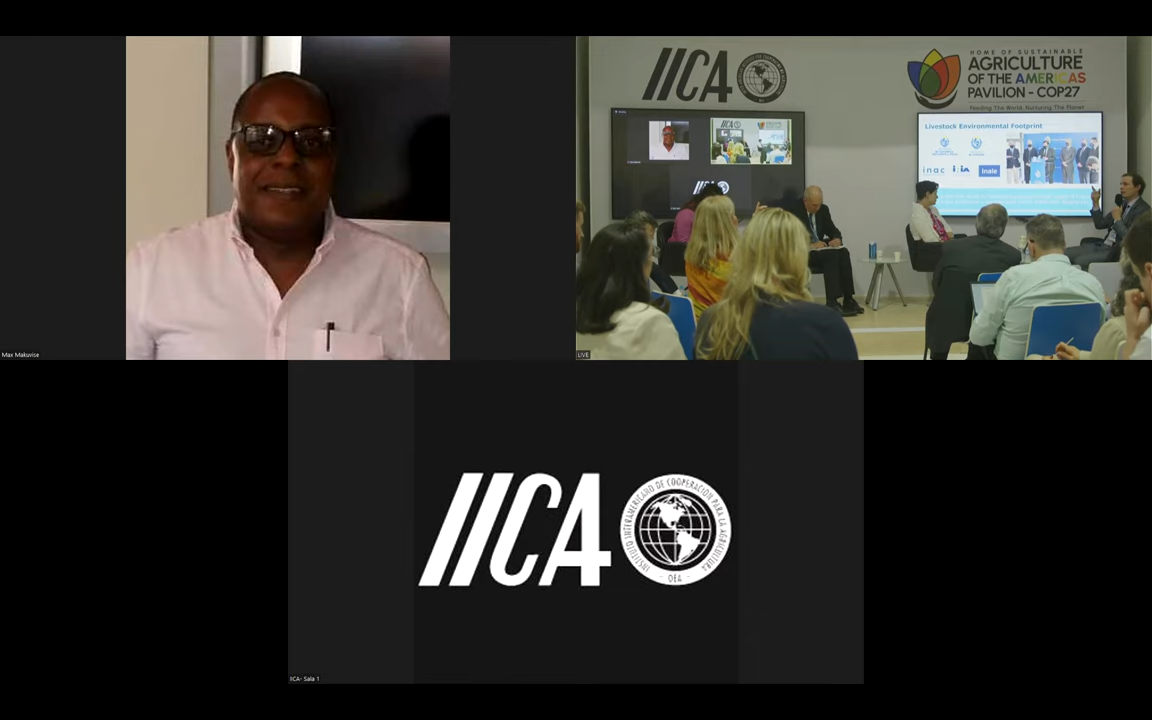 Max Makuvise
IICA
HOME OF SUSTAINABLE
AGRICULTURE
OF THE AMERICAS
PAVILION - COP27
Feeding The World. Nurturing The Planet
Livestock Environmental Footprint
inac
inia
inale
LIVE
IICA
INSTITUTO INTERAMERICANO DE COOPERACION PARA LA AGRICULTURA
- OEA -
IICA- Sala 1